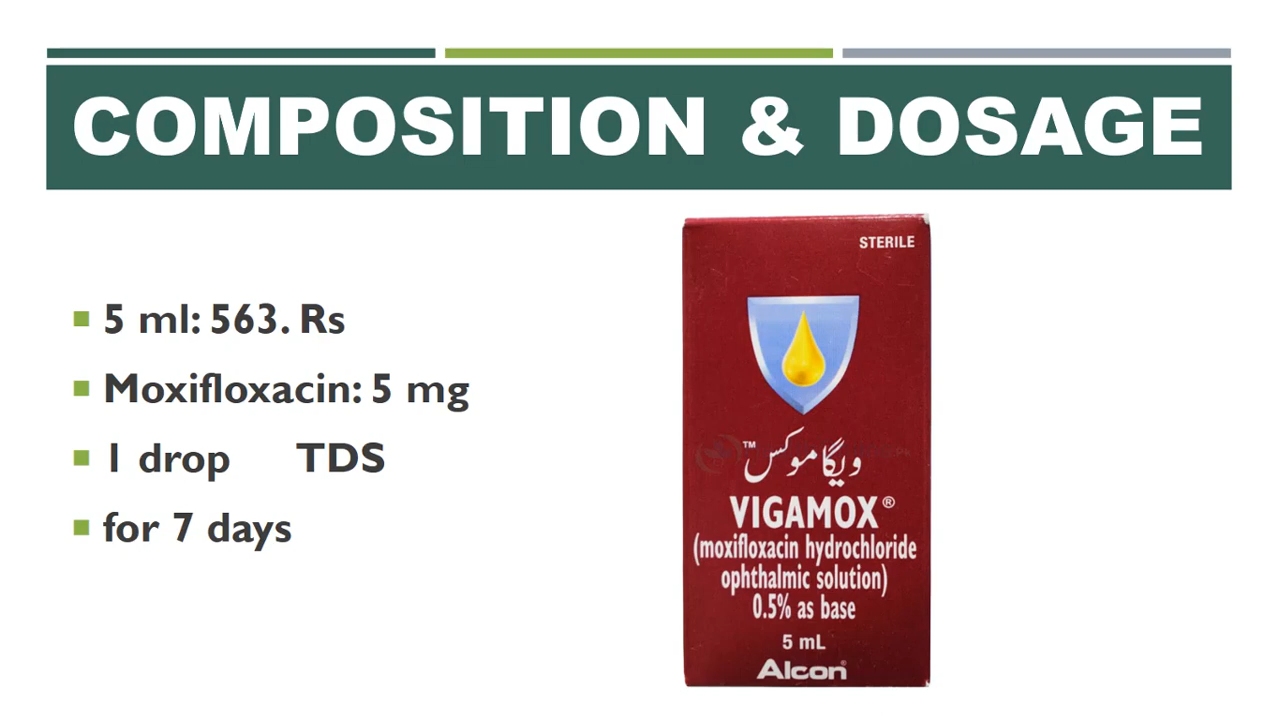 COMPOSITION & DOSAGE
5 ml: 563. Rs
Moxifloxacin: 5 mg
1 drop TDS
for 7 days
STERILE
ویگاموکس™
VIGAMOX®
(moxifloxacin hydrochloride
ophthalmic solution)
0.5% as base
5 mL
Alcon®